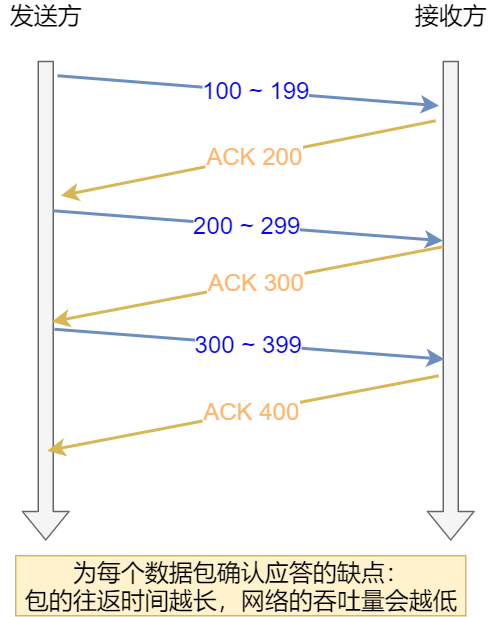 发送方
接收方
100 ~ 199
ACK 200
200 ~ 299
ACK 300
300 ~ 399
ACK 400
为每个数据包确认应答的缺点：
包的往返时间越长，网络的吞吐量会越低